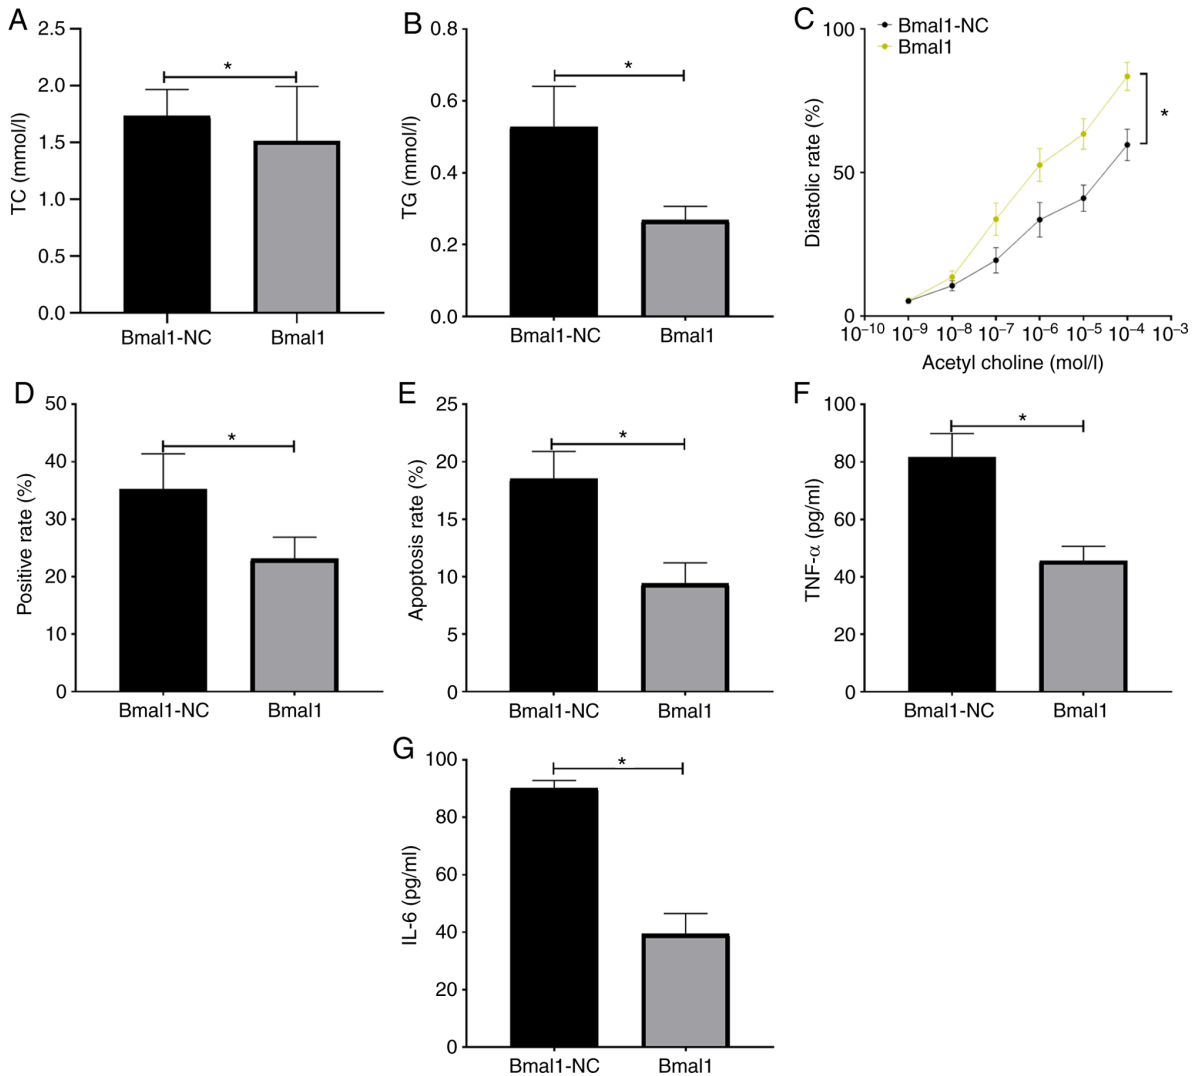 A
TC (mmol/l)
2.5
2.0
1.5
1.0
0.5
0.0
*
Bmal1-NC Bmal1
B
TG (mmol/l)
0.8
0.6
0.4
0.2
0.0
*
Bmal1-NC Bmal1
C
Bmal1-NC
Bmal1
Diastolic rate (%)
100
50
0
*
10–10 10–9 10–8 10–7 10–6 10–5 10–4 10–3
Acetyl choline (mol/l)
D
Positive rate (%)
50
40
30
20
10
0
*
Bmal1-NC Bmal1
E
Apoptosis rate (%)
25
20
15
10
5
0
*
Bmal1-NC Bmal1
F
TNF-α (pg/ml)
100
80
60
40
20
0
*
Bmal1-NC Bmal1
G
IL-6 (pg/ml)
100
80
60
40
20
0
*
Bmal1-NC Bmal1